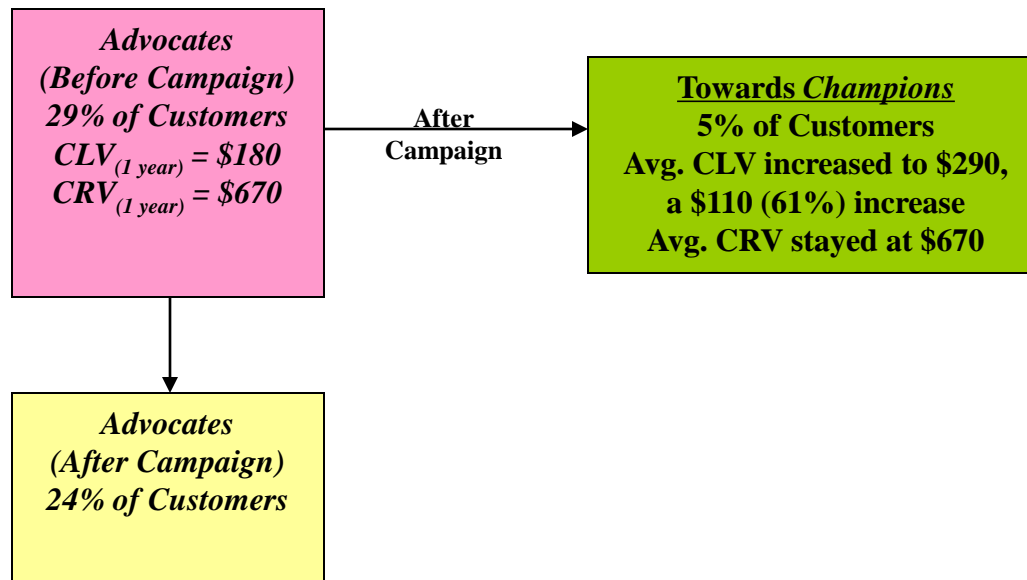 Advocates
(Before Campaign)
29% of Customers
CLV(1 year) = $180
CRV(1 year) = $670
After
Campaign
Towards Champions
5% of Customers
Avg. CLV increased to $290,
a $110 (61%) increase
Avg. CRV stayed at $670
Advocates
(After Campaign)
24% of Customers